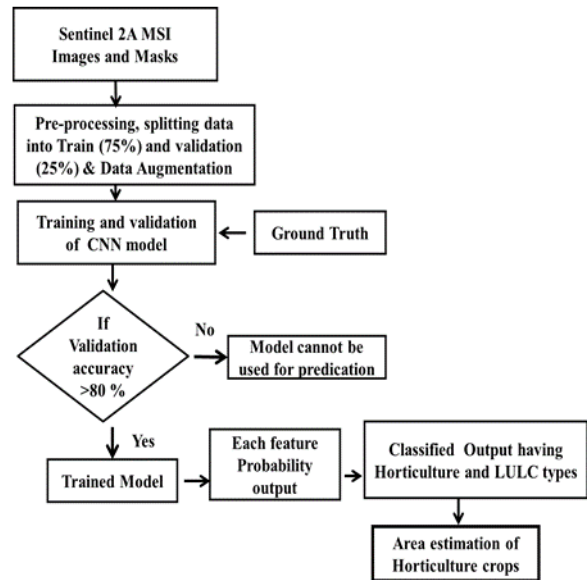 Sentinel 2A MSI
Images and Masks
Pre-processing, splitting data
into Train (75%) and validation
(25%) & Data Augmentation
Training and validation
of CNN model
Ground Truth
If
Validation
accuracy
>80 %
No
Model cannot be
used for predication
Yes
Trained Model
Each feature
Probability
output
Classified Output having
Horticulture and LULC types
Area estimation of
Horticulture crops